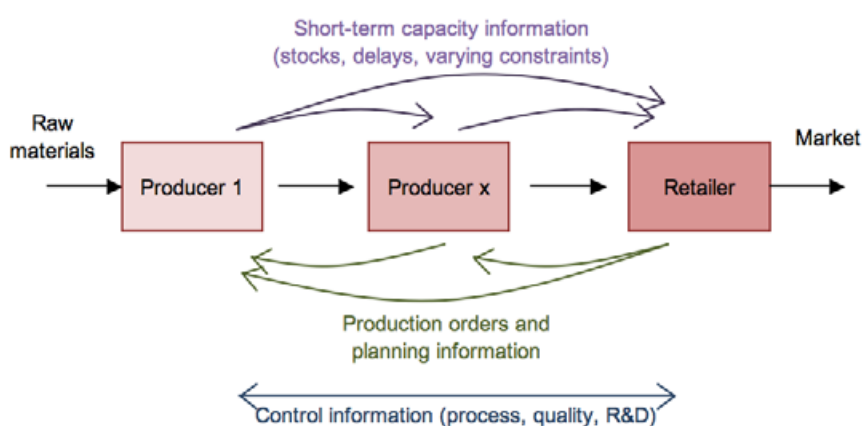 Short-term capacity information
(stocks, delays, varying constraints)
Raw
materials
Market
Producer 1
Producer x
Retailer
Production orders and
planning information
Control information (process, quality, R&D)